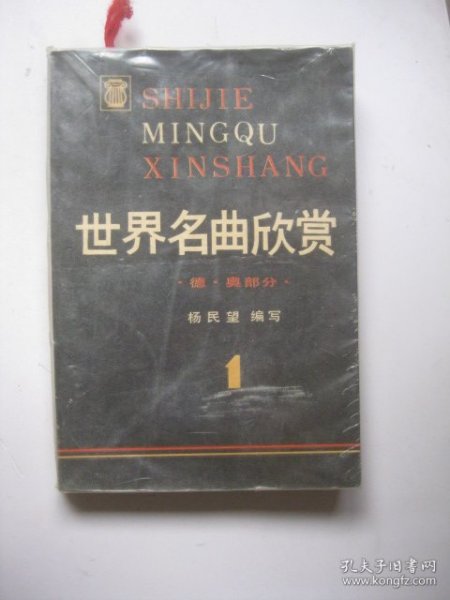 SHIJIE
MINGQU
XINSHANG
世界名曲欣赏
·德·奥部分·
杨民望 编写
1
孔夫子旧书网
www.kongfz.com